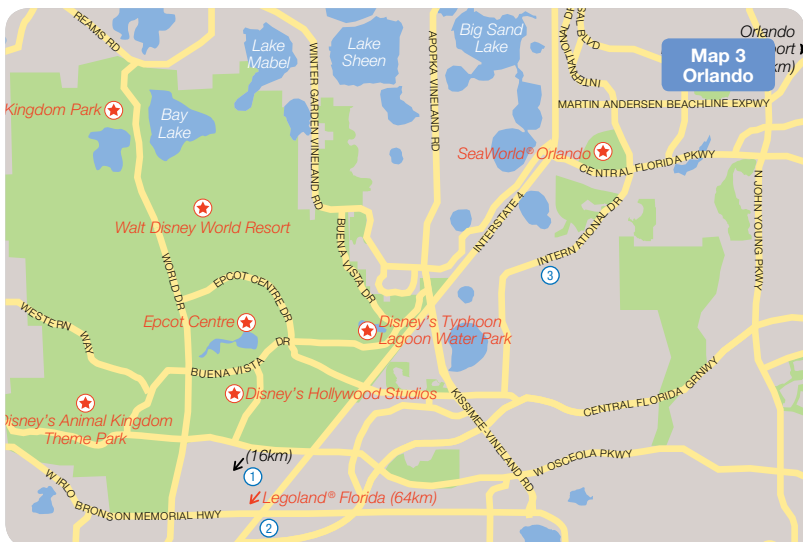 REAMS RD
Lake
Mabel
Lake
Sheen
Big Sand
Lake
Orlando
Map 3
Orlando
WINTER GARDEN VINELAND RD
APOPKA VINELAND RD
MARTIN ANDERSEN BEACHLINE EXPWY
Kingdom Park
Bay
Lake
SeaWorld® Orlando
CENTRAL FLORIDA PKWY
N JOHN YOUNG PKWY
Walt Disney World Resort
BUENA VISTA DR
INTERSTATE 4
INTERNATIONAL DR
3
WORLD DR
EPCOT CENTRE DR
WESTERN WAY
Epcot Centre
Disney's Typhoon
Lagoon Water Park
BUENA VISTA DR
Disney's Hollywood Studios
KISSIMEE-VINELAND RD
CENTRAL FLORIDA GRNWY
Disney's Animal Kingdom
Theme Park
(16km)
1
W OSCEOLA PKWY
Legoland® Florida (64km)
W IRLO BRONSON MEMORIAL HWY
2